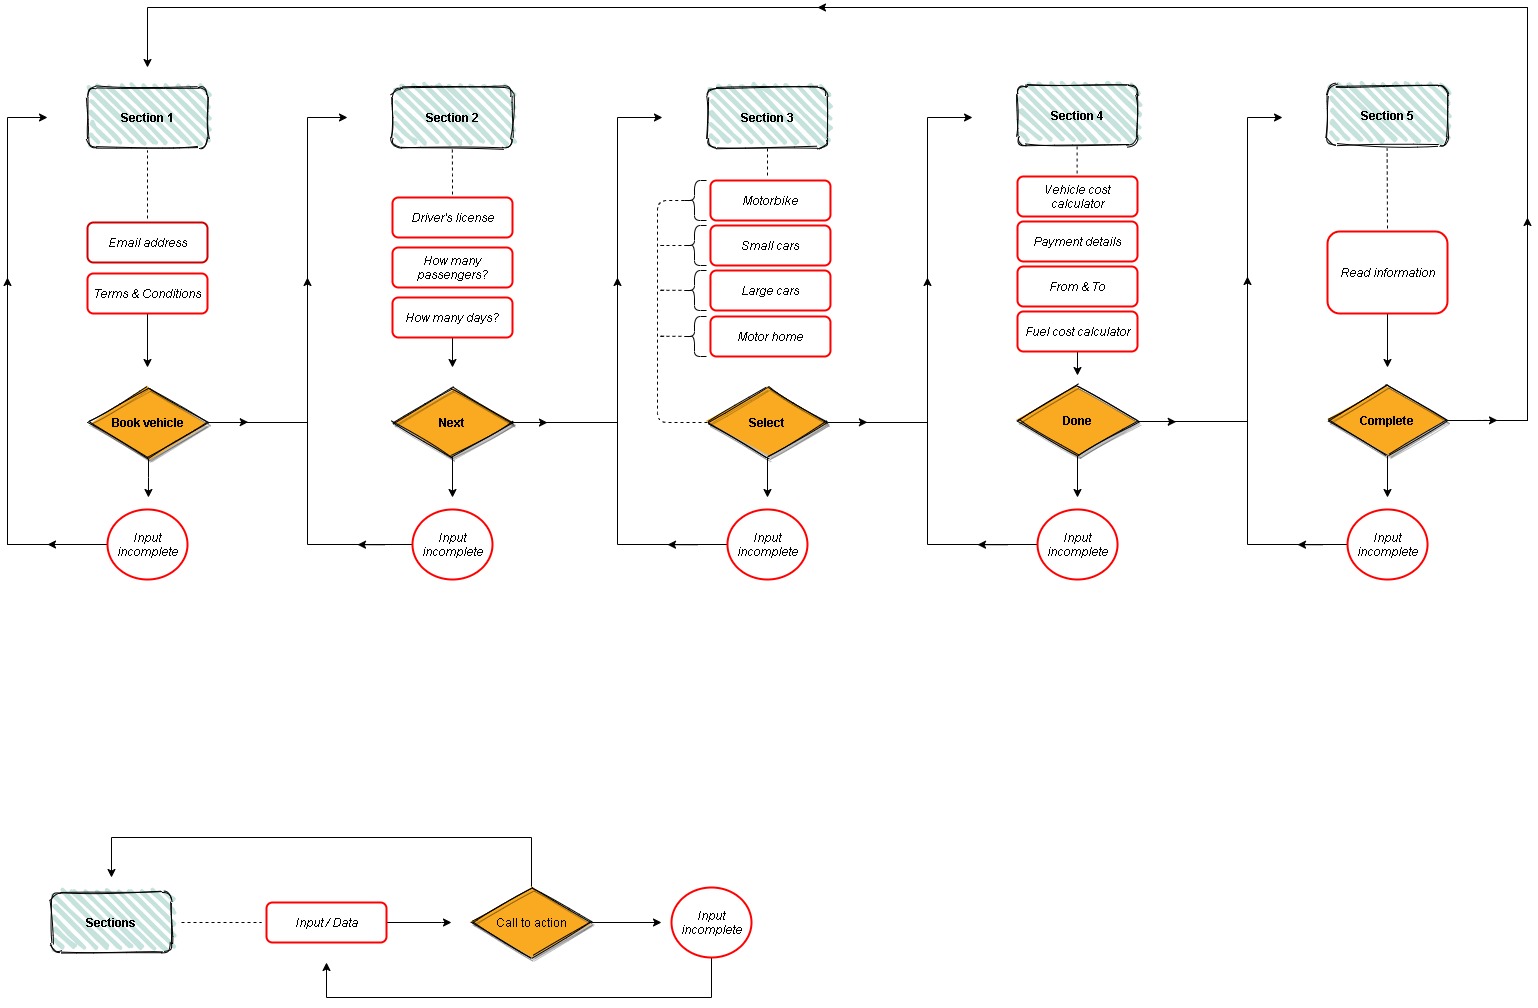 Section 1
Section 2
Section 3
Section 4
Section 5
Email address
Terms & Conditions
Driver's license
How many
passengers?
How many days?
Motorbike
Small cars
Large cars
Motor home
Vehicle cost
calculator
Payment details
From & To
Fuel cost calculator
Read information
Book vehicle
Next
Select
Done
Complete
Input
incomplete
Input
incomplete
Input
incomplete
Input
incomplete
Input
incomplete
Sections
Input / Data
Call to action
Input
incomplete